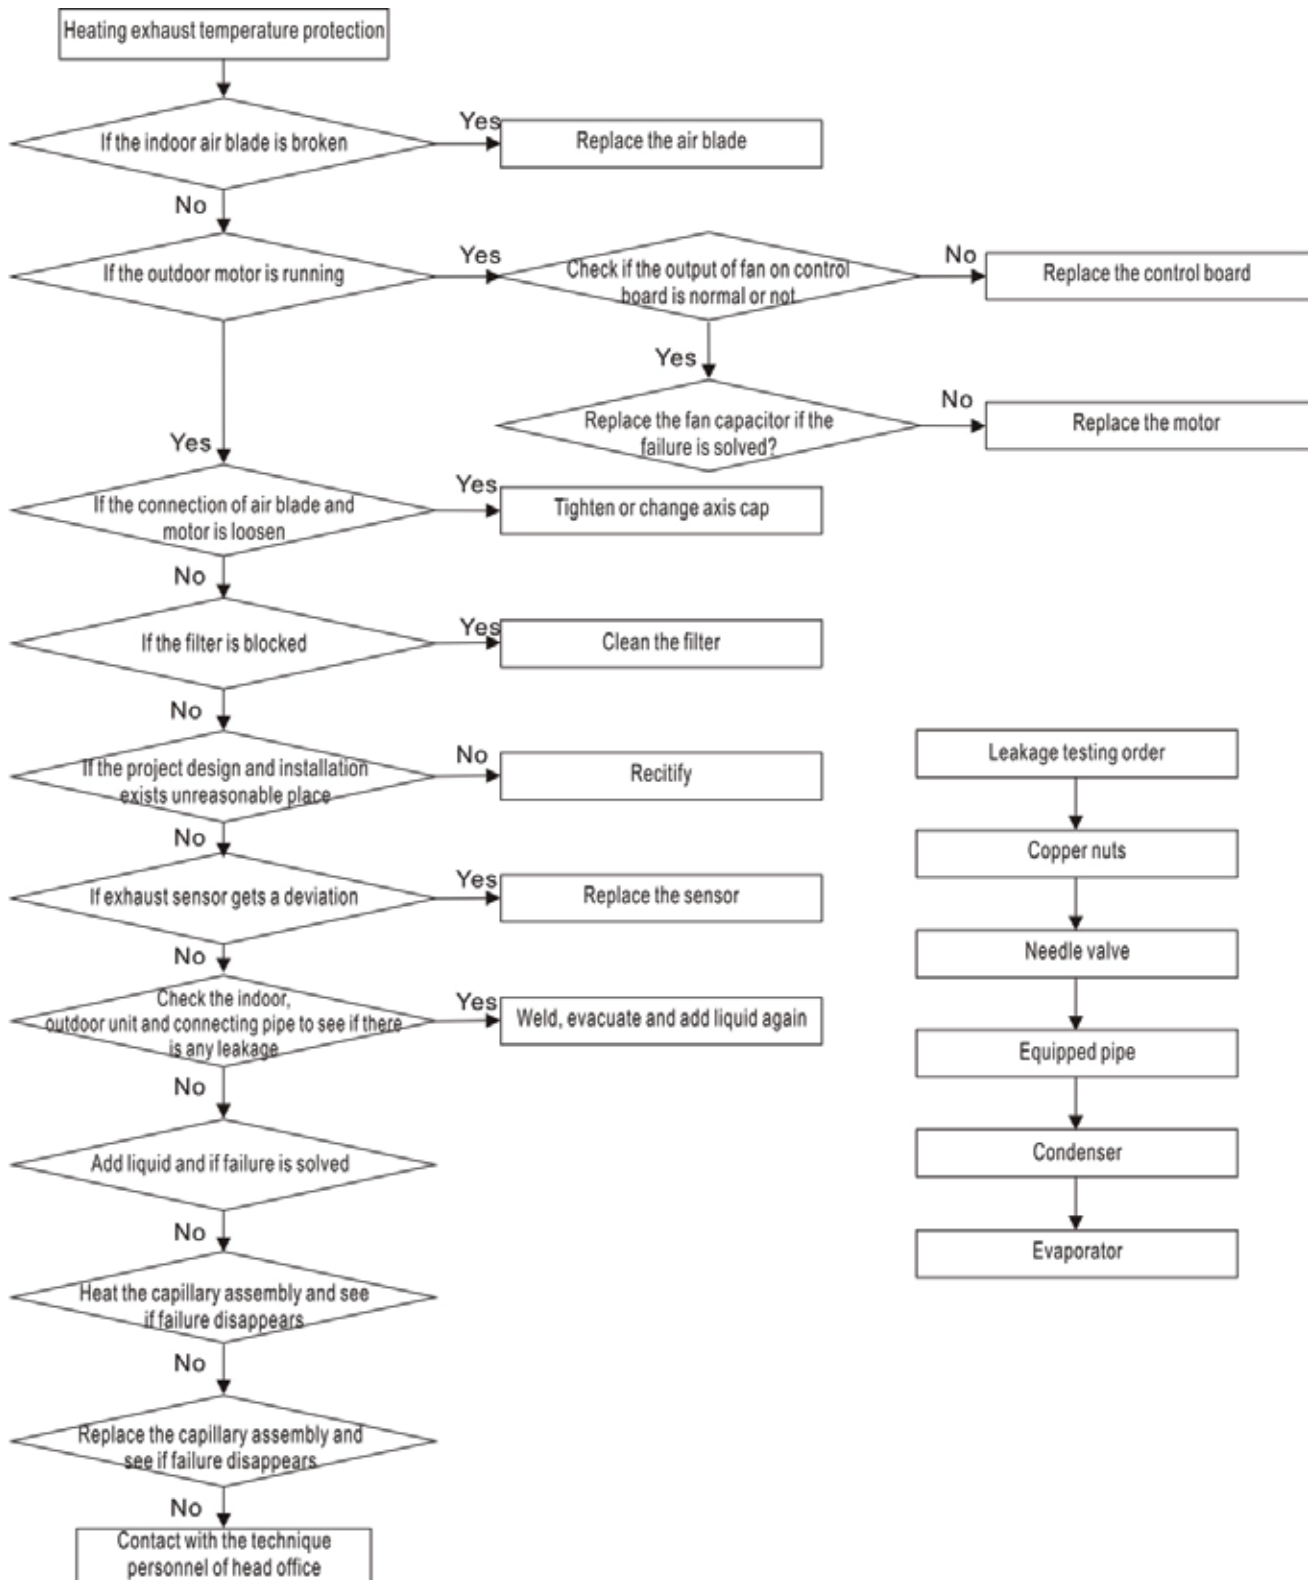 Heating exhaust temperature protection
If the indoor air blade is broken
Yes
Replace the air blade
No
If the outdoor motor is running
Yes
Check if the output of fan on control
board is normal or not
No
Replace the control board
Yes
Replace the fan capacitor if the
failure is solved?
No
Replace the motor
Yes
If the connection of air blade and
motor is loosen
Yes
Tighten or change axis cap
No
If the filter is blocked
Yes
Clean the filter
No
If the project design and installation
exists unreasonable place
No
Recitify
No
If exhaust sensor gets a deviation
Yes
Replace the sensor
No
Check the indoor,
outdoor unit and connecting pipe to see if there
is any leakage
Yes
Weld, evacuate and add liquid again
No
Add liquid and if failure is solved
No
Heat the capillary assembly and see
if failure disappears
No
Replace the capillary assembly and
see if failure disappears
No
Contact with the technique
personnel of head office
Leakage testing order
Copper nuts
Needle valve
Equipped pipe
Condenser
Evaporator